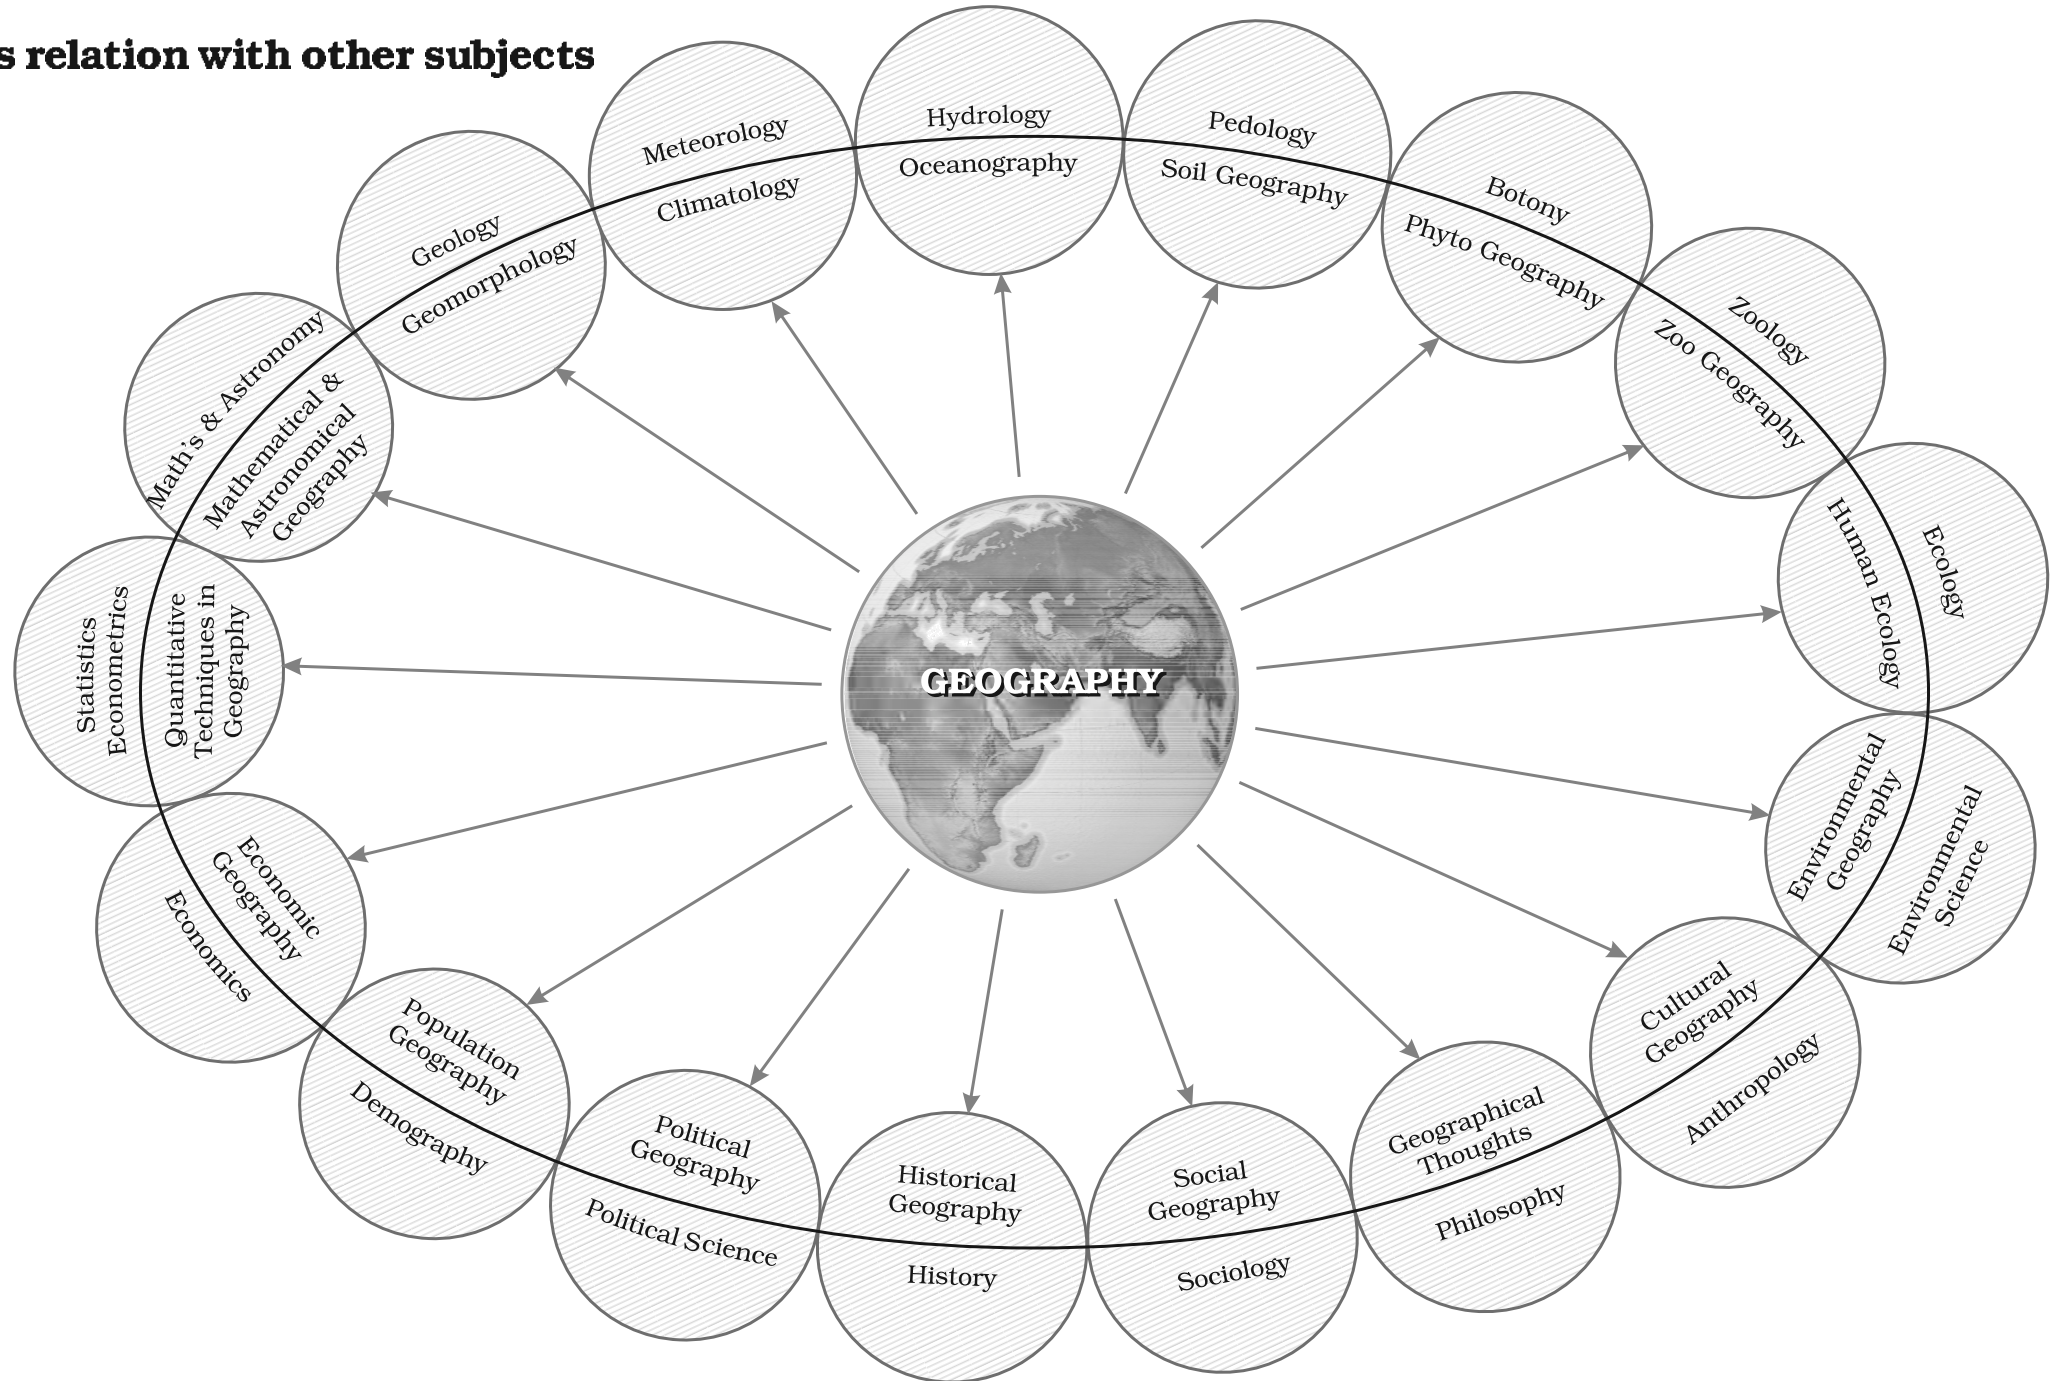 s relation with other subjects
Hydrology
Oceanography
Pedology
Soil Geography
Botony
Phyto Geography
Zoology
Zoo Geography
Ecology
Human Ecology
Environmental
Geography
Environmental
Science
Cultural
Geography
Anthropology
Geographical
Thoughts
Philosophy
Social
Geography
Sociology
Historical
Geography
History
Political
Geography
Political Science
Population
Geography
Demography
Economic
Geography
Economics
Statistics
Econometrics
Quantitative
Techniques in
Geography
Math's & Astronomy
Mathematical &
Astronomical
Geography
Geology
Geomorphology
Meteorology
Climatology
GEOGRAPHY